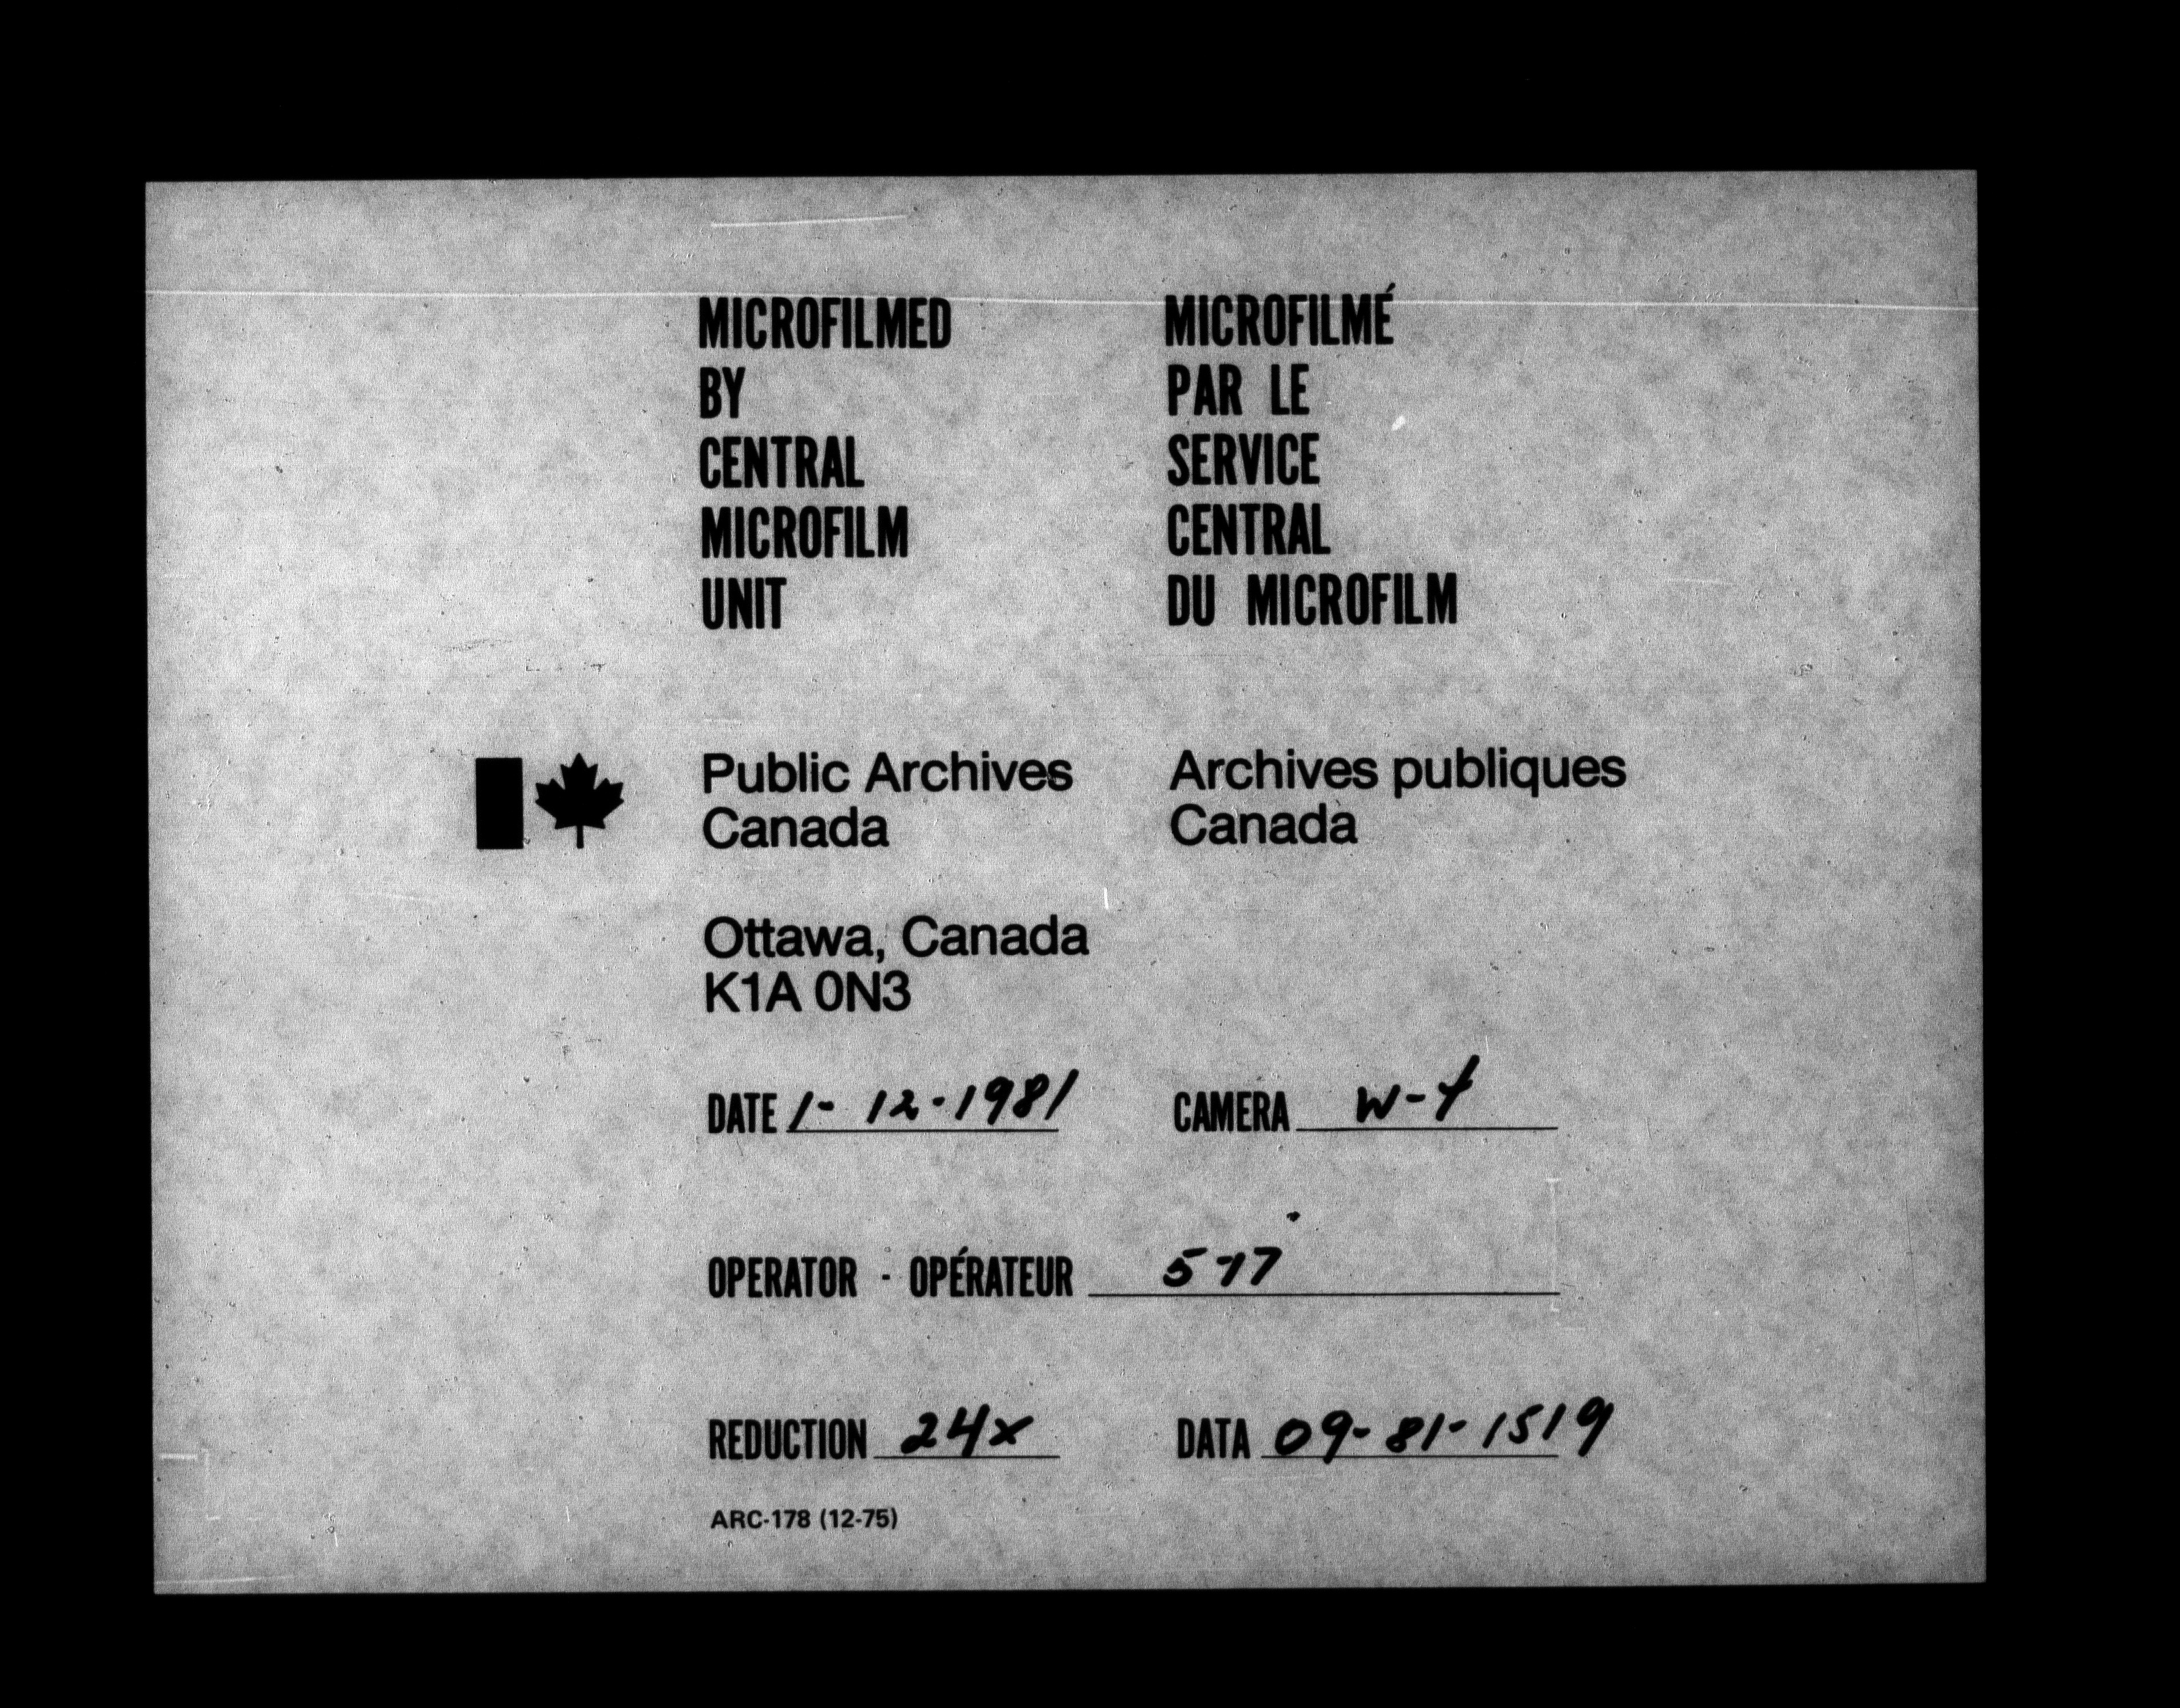 MICROFILMED
BY
CENTRAL
MICROFILM
UNIT
MICROFILMÉ
PAR LE
SERVICE
CENTRAL
DU MICROFILM
Public Archives
Canada
Archives publiques
Canada
Ottawa, Canada
K1A 0N3
DATE 1- 12-1981
CAMERA
OPERATOR - OPÉRATEUR 577
REDUCTION 24x
DATA 09-81-1519
ARC-178 (12-75)